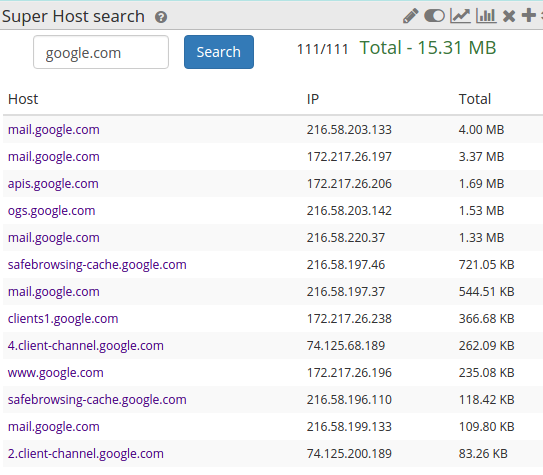 Super Host search
google.com Search 111/111 Total - 15.31 MB
Host IP Total
mail.google.com 216.58.203.133 4.00 MB
mail.google.com 172.217.26.197 3.37 MB
apis.google.com 172.217.26.206 1.69 MB
ogs.google.com 216.58.203.142 1.53 MB
mail.google.com 216.58.220.37 1.33 MB
safebrowsing-cache.google.com 216.58.197.46 721.05 KB
mail.google.com 216.58.197.37 544.51 KB
clients1.google.com 172.217.26.238 366.68 KB
4.client-channel.google.com 74.125.68.189 262.09 KB
www.google.com 172.217.26.196 235.08 KB
safebrowsing-cache.google.com 216.58.196.110 118.42 KB
mail.google.com 216.58.199.133 109.80 KB
2.client-channel.google.com 74.125.200.189 83.26 KB